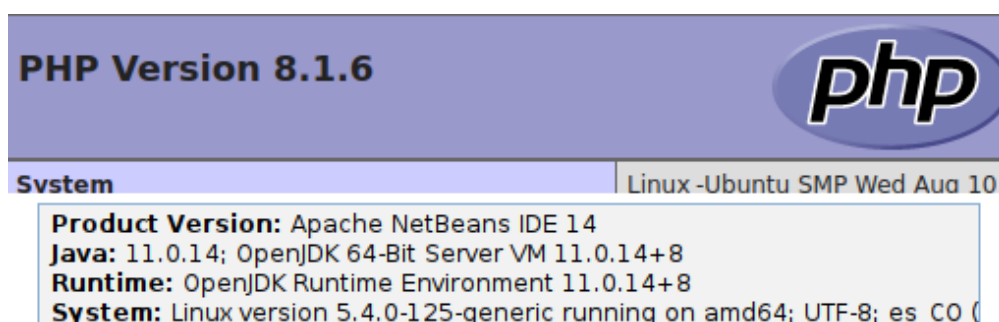 PHP Version 8.1.6
php
System
Linux -Ubuntu SMP Wed Aug 10
Product Version: Apache NetBeans IDE 14
Java: 11.0.14; OpenJDK 64-Bit Server VM 11.0.14+8
Runtime: OpenJDK Runtime Environment 11.0.14+8
System: Linux version 5.4.0-125-generic running on amd64; UTF-8; es_CO (